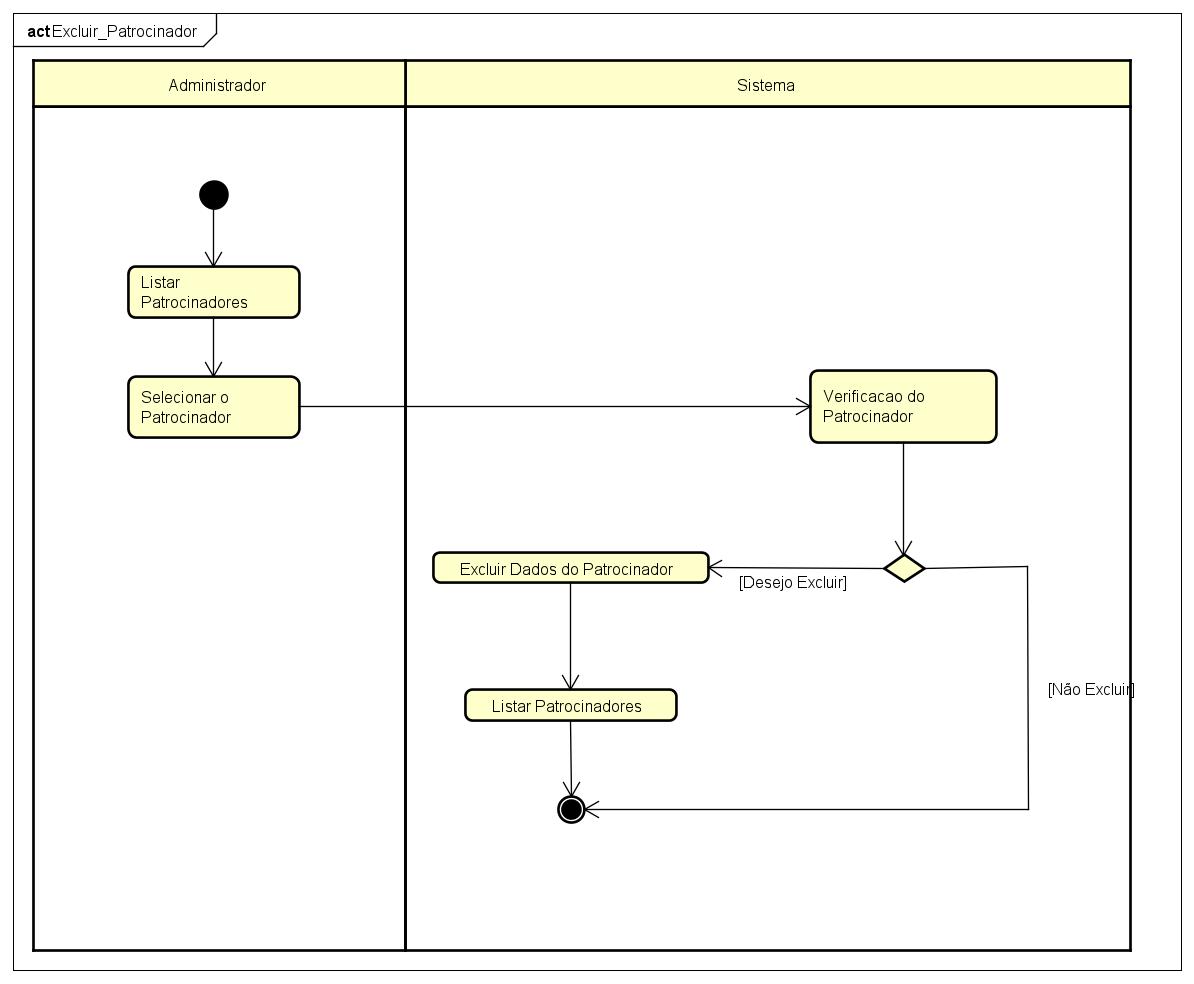 act Excluir_Patrocinador
Administrador
Sistema
Listar
Patrocinadores
Selecionar o
Patrocinador
Verificacao do
Patrocinador
Excluir Dados do Patrocinador
[Desejo Excluir]
[Não Excluir]
Listar Patrocinadores